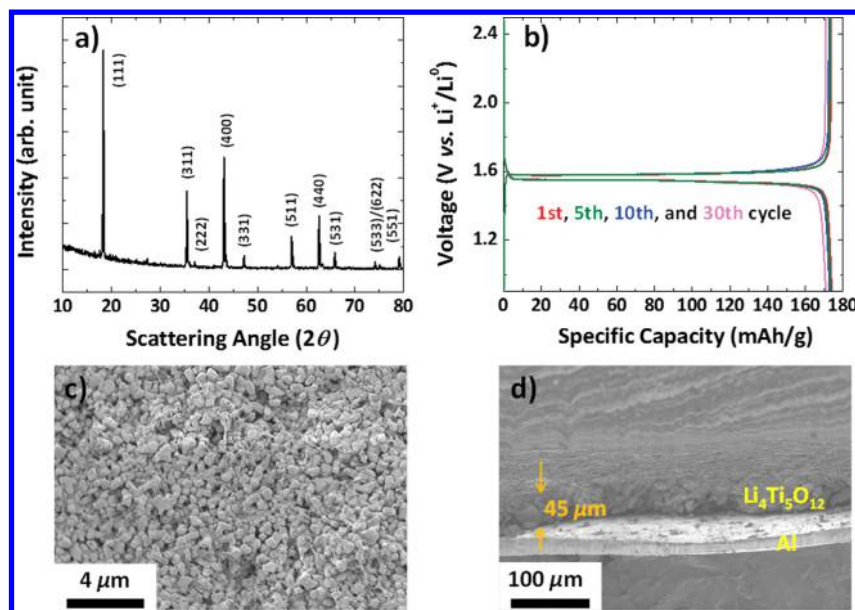 a)
Intensity (arb. unit)
(111)
(311)
(222)
(400)
(331)
(511)
(440)
(531)
(533)/(622)
(551)
10 20 30 40 50 60 70 80
Scattering Angle (2θ)
b)
Voltage (V vs. Li⁺/Li⁰)
2.4
2.0
1.6
1.2
1st, 5th, 10th, and 30th cycle
0 20 40 60 80 100 120 140 160 180
Specific Capacity (mAh/g)
c)
4 μm
d)
45 μm
Li₄Ti₅O₁₂
Al
100 μm